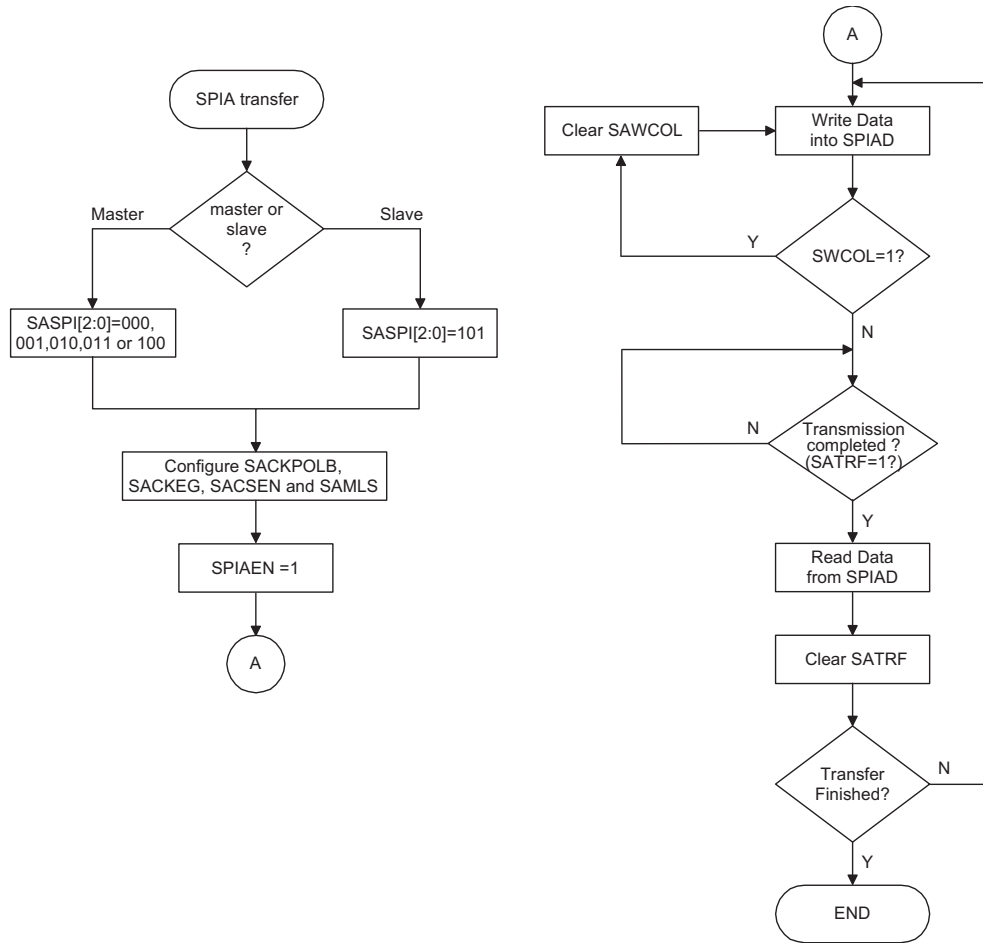 SPIA transfer
master or
slave
?
Master
Slave
SASPI[2:0]=000,
001,010,011 or 100
SASPI[2:0]=101
Configure SACKPOLB,
SACKEG, SACSEN and SAMLS
SPIAEN =1
A
A
Clear SAWCOL
Write Data
into SPIAD
Y
SWCOL=1?
N
N
Transmission
completed ?
(SATRF=1?)
Y
Read Data
from SPIAD
Clear SATRF
Transfer
Finished?
N
Y
END